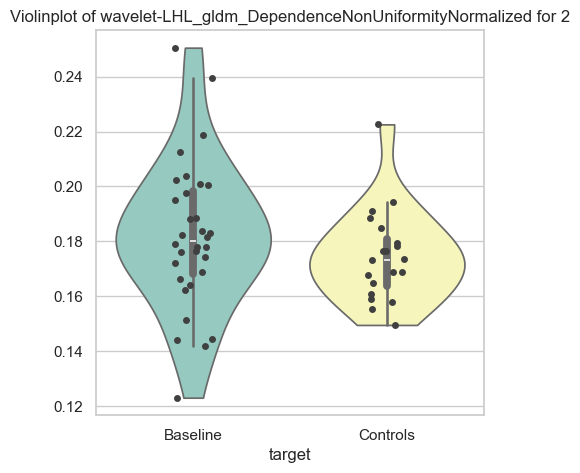 Violinplot of wavelet-LHL_gldm_DependenceNonUniformityNormalized for 2
0.24
0.22
0.20
0.18
0.16
0.14
0.12
Baseline
Controls
target